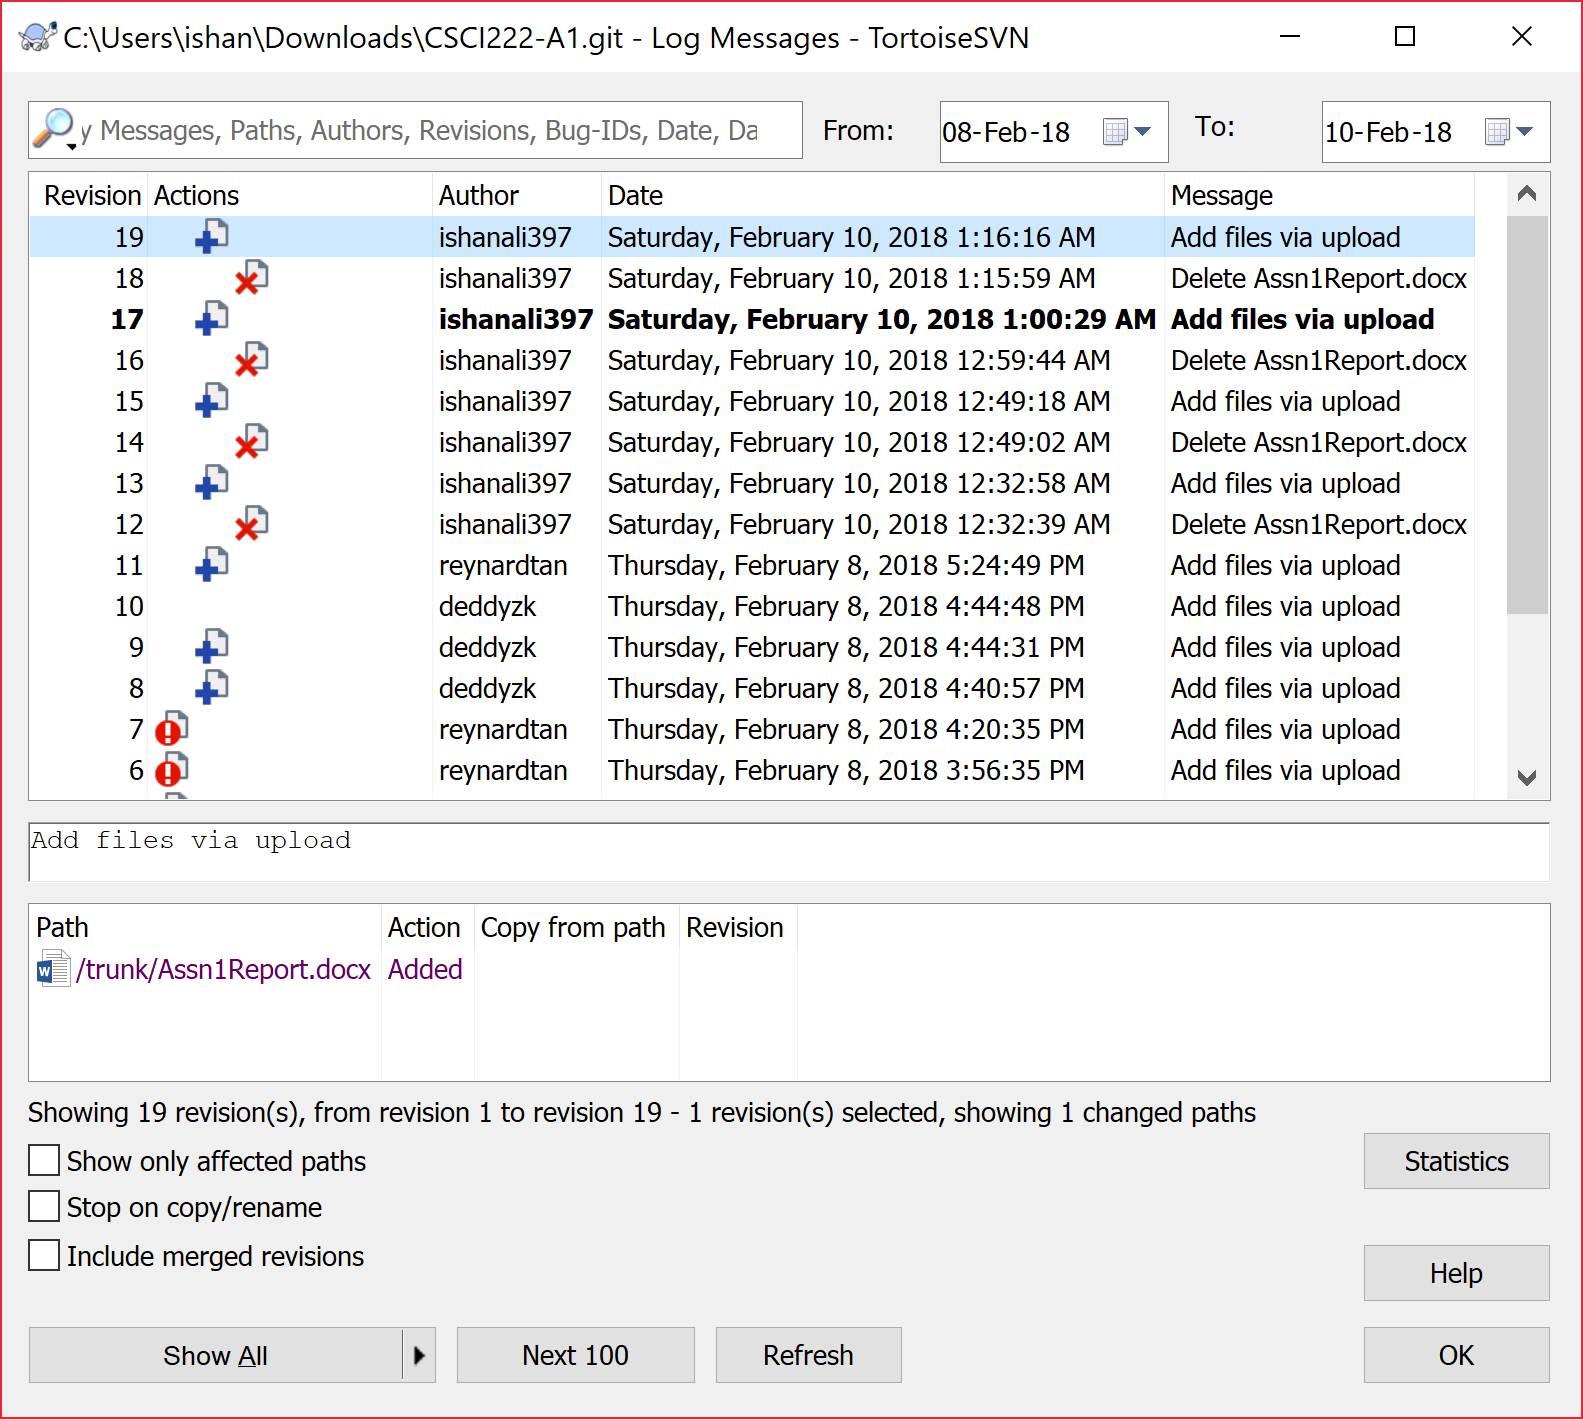 C:\Users\ishan\Downloads\CSCI222-A1.git - Log Messages - TortoiseSVN
y Messages, Paths, Authors, Revisions, Bug-IDs, Date, Da From: 08-Feb-18 To: 10-Feb-18
Revision Actions Author Date Message
19 ishanali397 Saturday, February 10, 2018 1:16:16 AM Add files via upload
18 ishanali397 Saturday, February 10, 2018 1:15:59 AM Delete Assn1Report.docx
17 ishanali397 Saturday, February 10, 2018 1:00:29 AM Add files via upload
16 ishanali397 Saturday, February 10, 2018 12:59:44 AM Delete Assn1Report.docx
15 ishanali397 Saturday, February 10, 2018 12:49:18 AM Add files via upload
14 ishanali397 Saturday, February 10, 2018 12:49:02 AM Delete Assn1Report.docx
13 ishanali397 Saturday, February 10, 2018 12:32:58 AM Add files via upload
12 ishanali397 Saturday, February 10, 2018 12:32:39 AM Delete Assn1Report.docx
11 reynardtan Thursday, February 8, 2018 5:24:49 PM Add files via upload
10 deddyzk Thursday, February 8, 2018 4:44:48 PM Add files via upload
9 deddyzk Thursday, February 8, 2018 4:44:31 PM Add files via upload
8 deddyzk Thursday, February 8, 2018 4:40:57 PM Add files via upload
7 reynardtan Thursday, February 8, 2018 4:20:35 PM Add files via upload
6 reynardtan Thursday, February 8, 2018 3:56:35 PM Add files via upload
Add files via upload
Path Action Copy from path Revision
/trunk/Assn1Report.docx Added
Showing 19 revision(s), from revision 1 to revision 19 - 1 revision(s) selected, showing 1 changed paths
Show only affected paths
Statistics
Stop on copy/rename
Include merged revisions
Help
Show All Next 100 Refresh OK